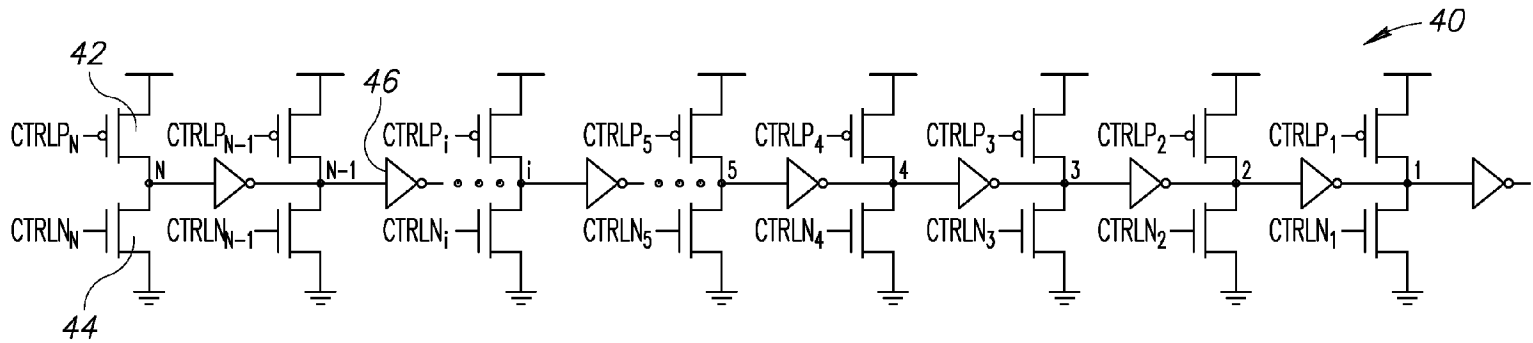 40
42
46
CTRLP_N
CTRLP_N-1
CTRLP_i
CTRLP_5
CTRLP_4
CTRLP_3
CTRLP_2
CTRLP_1
N
N-1
i
5
4
3
2
1
CTRLN_N
CTRLN_N-1
CTRLN_i
CTRLN_5
CTRLN_4
CTRLN_3
CTRLN_2
CTRLN_1
44